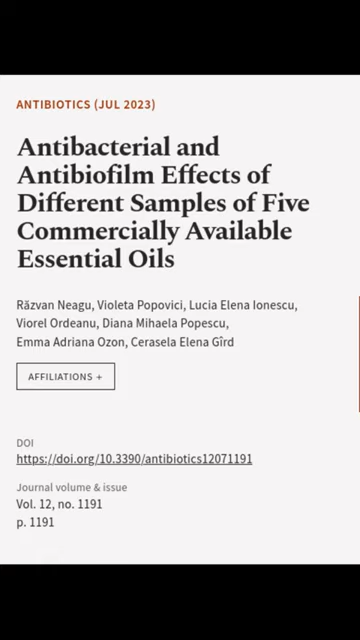 ANTIBIOTICS (JUL 2023)
Antibacterial and
Antibiofilm Effects of
Different Samples of Five
Commercially Available
Essential Oils
Răzvan Neagu, Violeta Popovici, Lucia Elena Ionescu,
Viorel Ordeanu, Diana Mihaela Popescu,
Emma Adriana Ozon, Cerasela Elena Gîrd
AFFILIATIONS +
DOI
https://doi.org/10.3390/antibiotics12071191
Journal volume & issue
Vol. 12, no. 1191
p. 1191